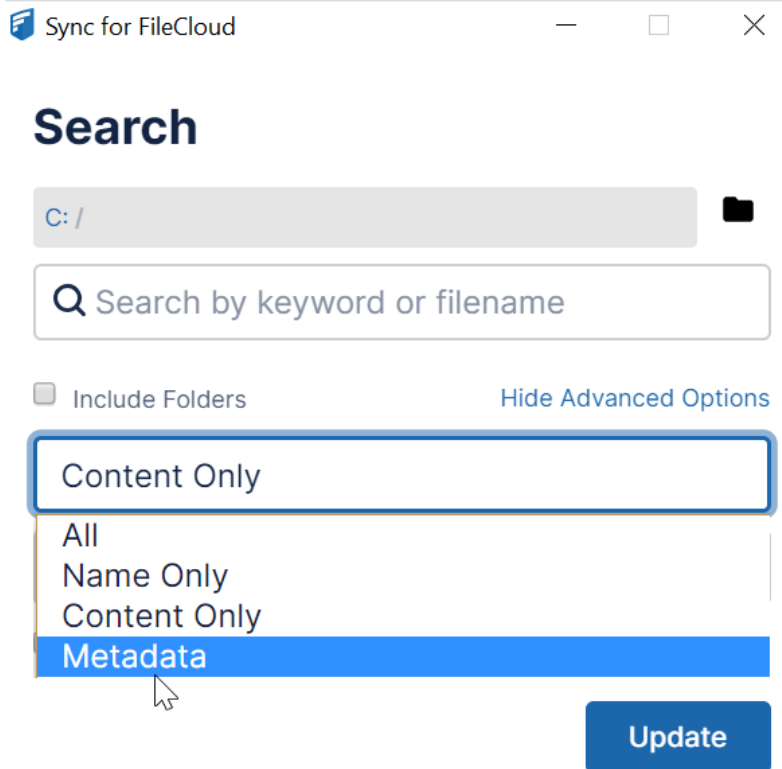 Sync for FileCloud
Search
C: /
Search by keyword or filename
Include Folders Hide Advanced Options
Content Only
All
Name Only
Content Only
Metadata
Update